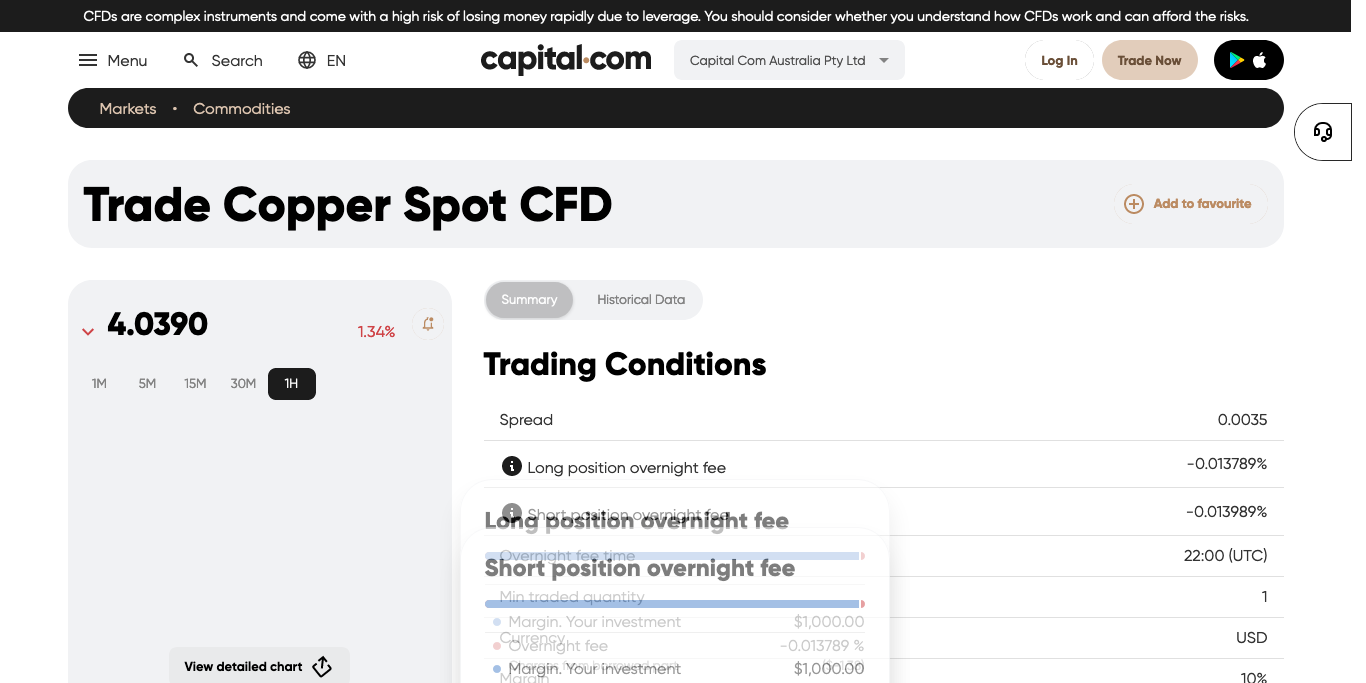 CFDs are complex instruments and come with a high risk of losing money rapidly due to leverage. You should consider whether you understand how CFDs work and can afford the risks.
Menu Search EN capital.com Capital Com Australia Pty Ltd Log In Trade Now
Markets • Commodities
Trade Copper Spot CFD
Add to favourite
4.0390 1.34%
1M 5M 15M 30M 1H
View detailed chart
Summary Historical Data
Trading Conditions
Spread 0.0035
Long position overnight fee -0.013789%
Short position overnight fee -0.013989%
Long position overnight fee
Overnight fee time 22:00 (UTC)
Short position overnight fee
Min traded quantity 1
Margin. Your investment $1,000.00
Currency USD
Overnight fee -0.013789 %
Margin. Your investment $1,000.00
Margin 10%